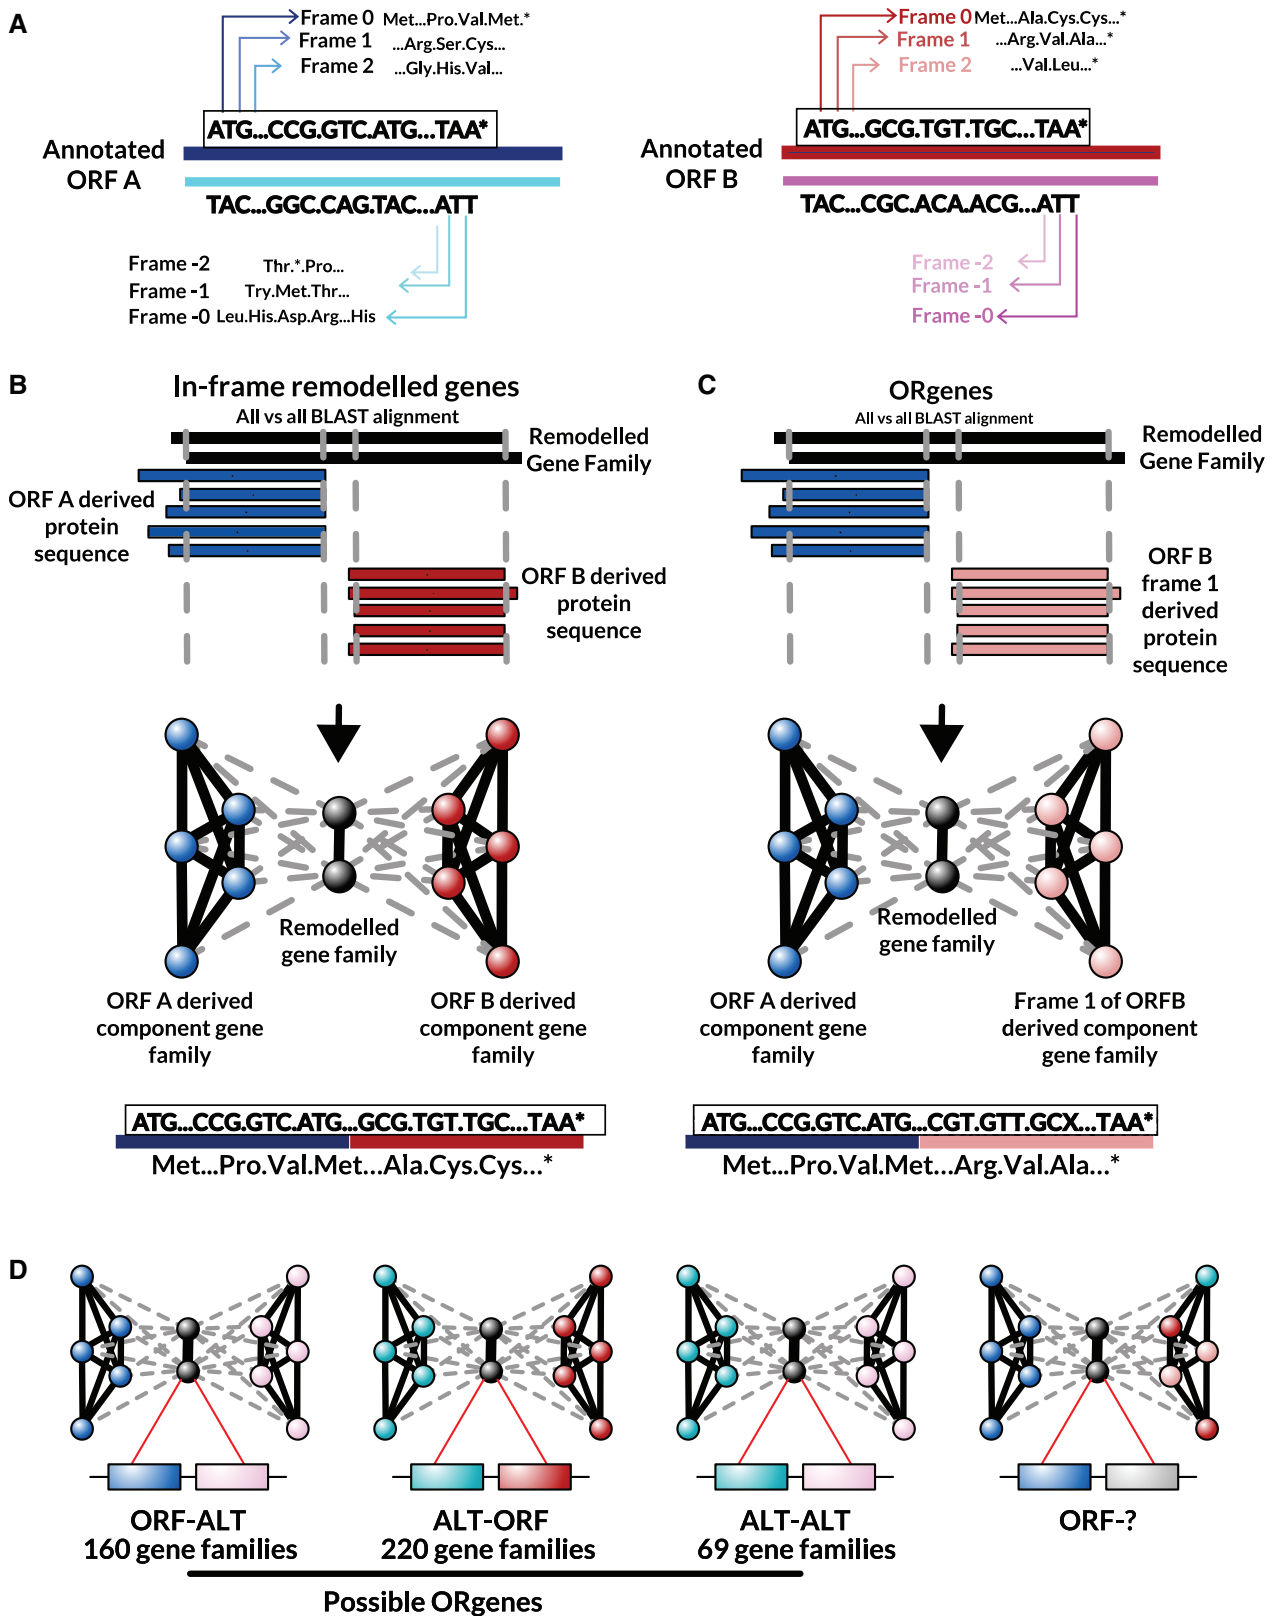 A
Frame 0 Met...Pro.Val.Met.*
Frame 1 ...Arg.Ser.Cys...
Frame 2 ...Gly.His.Val...
ATG...CCG.GTC.ATG...TAA*
Annotated
ORF A
TAC...GGC.CAG.TAC...ATT
Frame -2 Thr.*.Pro...
Frame -1 Try.Met.Thr...
Frame -0 Leu.His.Asp.Arg...His
Frame 0 Met...Ala.Cys.Cys...*
Frame 1 ...Arg.Val.Ala...*
Frame 2 ...Val.Leu...*
ATG...GCG.TGT.TGC...TAA*
Annotated
ORF B
TAC...CGC.ACA.ACG...ATT
Frame -2
Frame -1
Frame -0
B
In-frame remodelled genes
All vs all BLAST alignment
Remodelled
Gene Family
ORF A derived
protein
sequence
ORF B derived
protein
sequence
Remodelled
gene family
ORF A derived
component gene
family
ORF B derived
component gene
family
ATG...CCG.GTC.ATG...GCG.TGT.TGC...TAA*
Met...Pro.Val.Met...Ala.Cys.Cys...*
C
ORgenes
All vs all BLAST alignment
Remodelled
Gene Family
ORF B
frame 1
derived
protein
sequence
Remodelled
gene family
ORF A derived
component gene
family
Frame 1 of ORFB
derived component
gene family
ATG...CCG.GTC.ATG...CGT.GTT.GCX...TAA*
Met...Pro.Val.Met...Arg.Val.Ala...*
D
ORF-ALT
160 gene families
ALT-ORF
220 gene families
ALT-ALT
69 gene families
ORF-?
Possible ORgenes